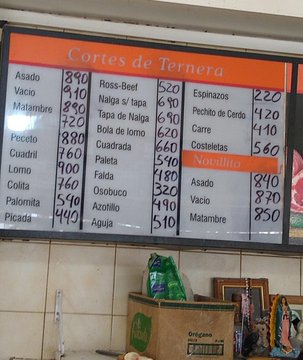 Cortes de Ternera
Asado 890
Vacio 910
Matambre 890
720
Peceto 880
Cuadril 760
Lomo 900
Colita 760
Palomita 540
Picada 440
Ross-Beef 520
Nalga s/ tapa 690
Tapa de Nalga 690
Bola de lomo 620
Cuadrada 660
Paleta 540
Falda 480
Osobuco 320
Azotillo 490
Aguja 510
Espinazos 220
Pechito de Cerdo 420
Carre 410
Costeletas 560
Novillito
Asado 840
Vacio 870
Matambre 850
Orégano